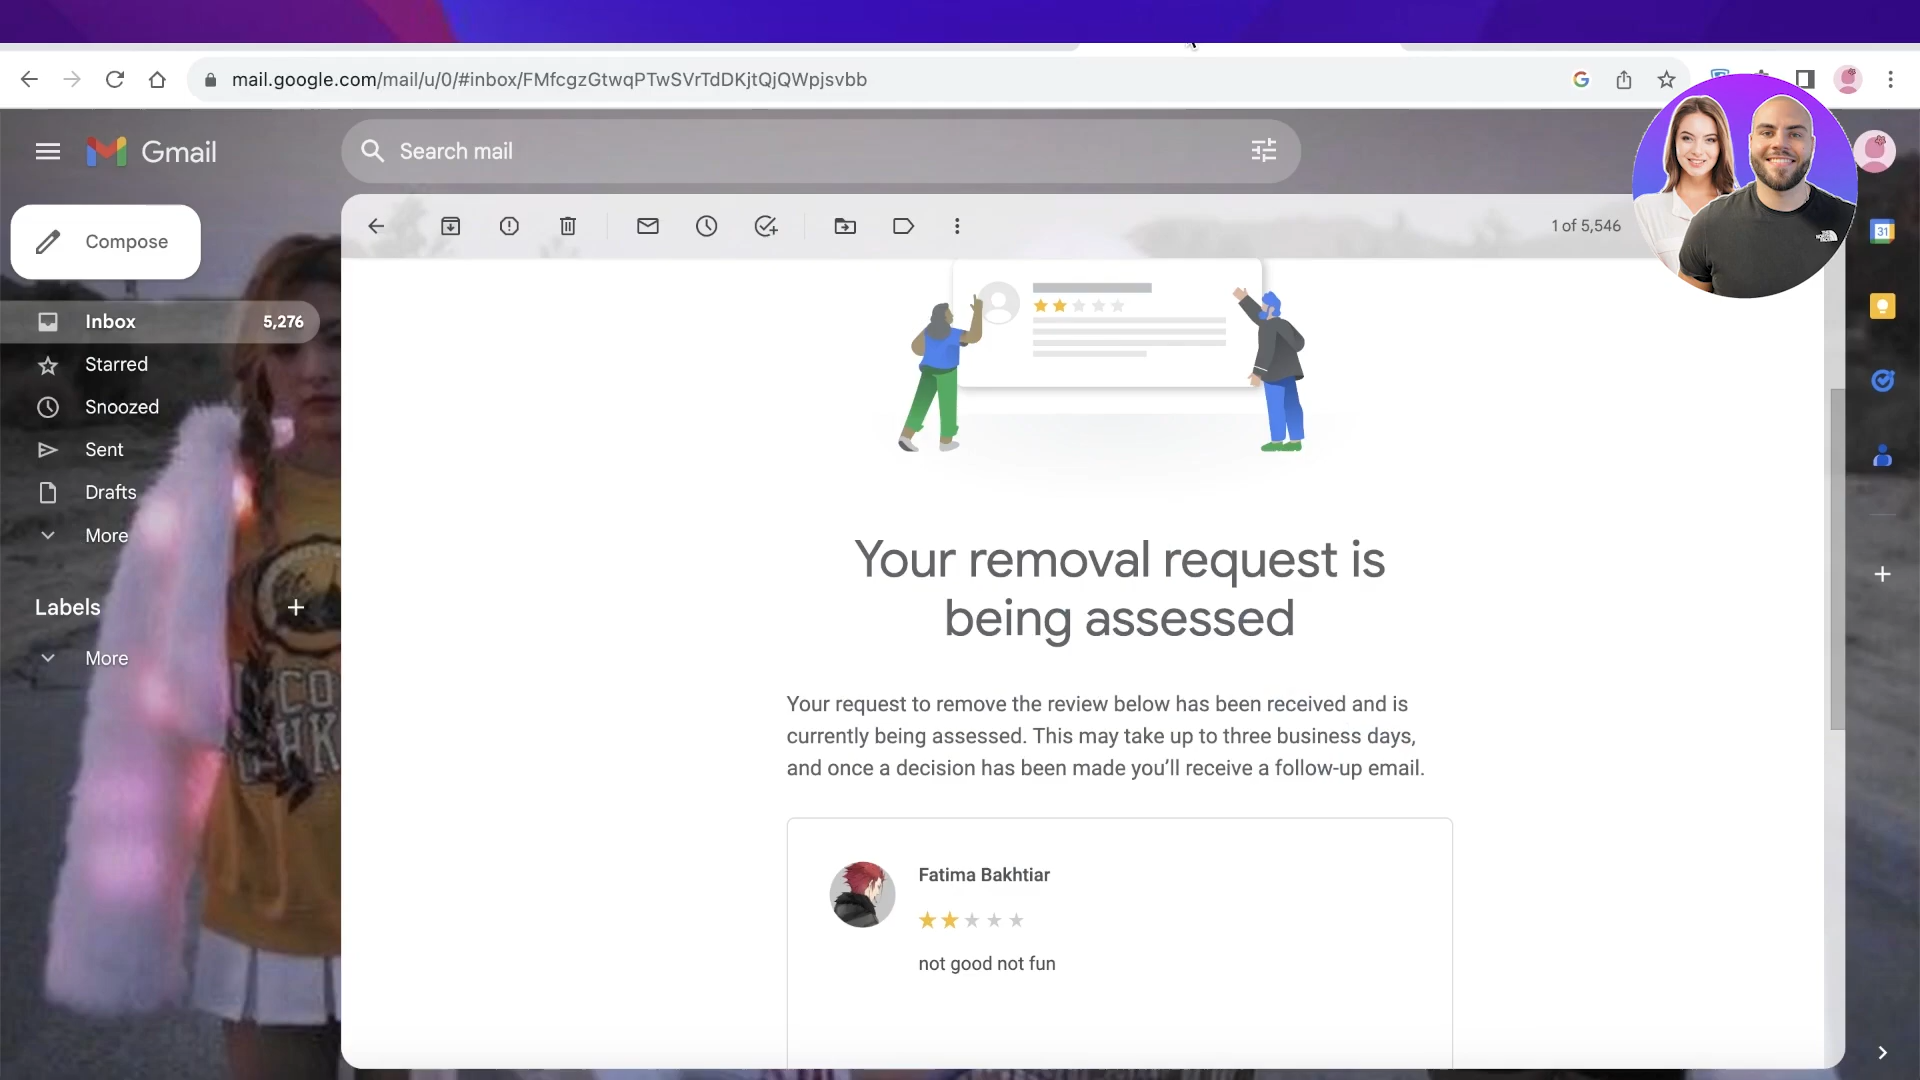 mail.google.com/mail/u/0/#inbox/FMfcgzGtwqPTwSVrTdDKjtQjQWpjsvbb
Gmail
Search mail
Compose
1 of 5,546
31
Inbox 5,276
Starred
Snoozed
Sent
Drafts
More
Labels
More
Your removal request is
being assessed
Your request to remove the review below has been received and is
currently being assessed. This may take up to three business days,
and once a decision has been made you’ll receive a follow-up email.
Fatima Bakhtiar
not good not fun